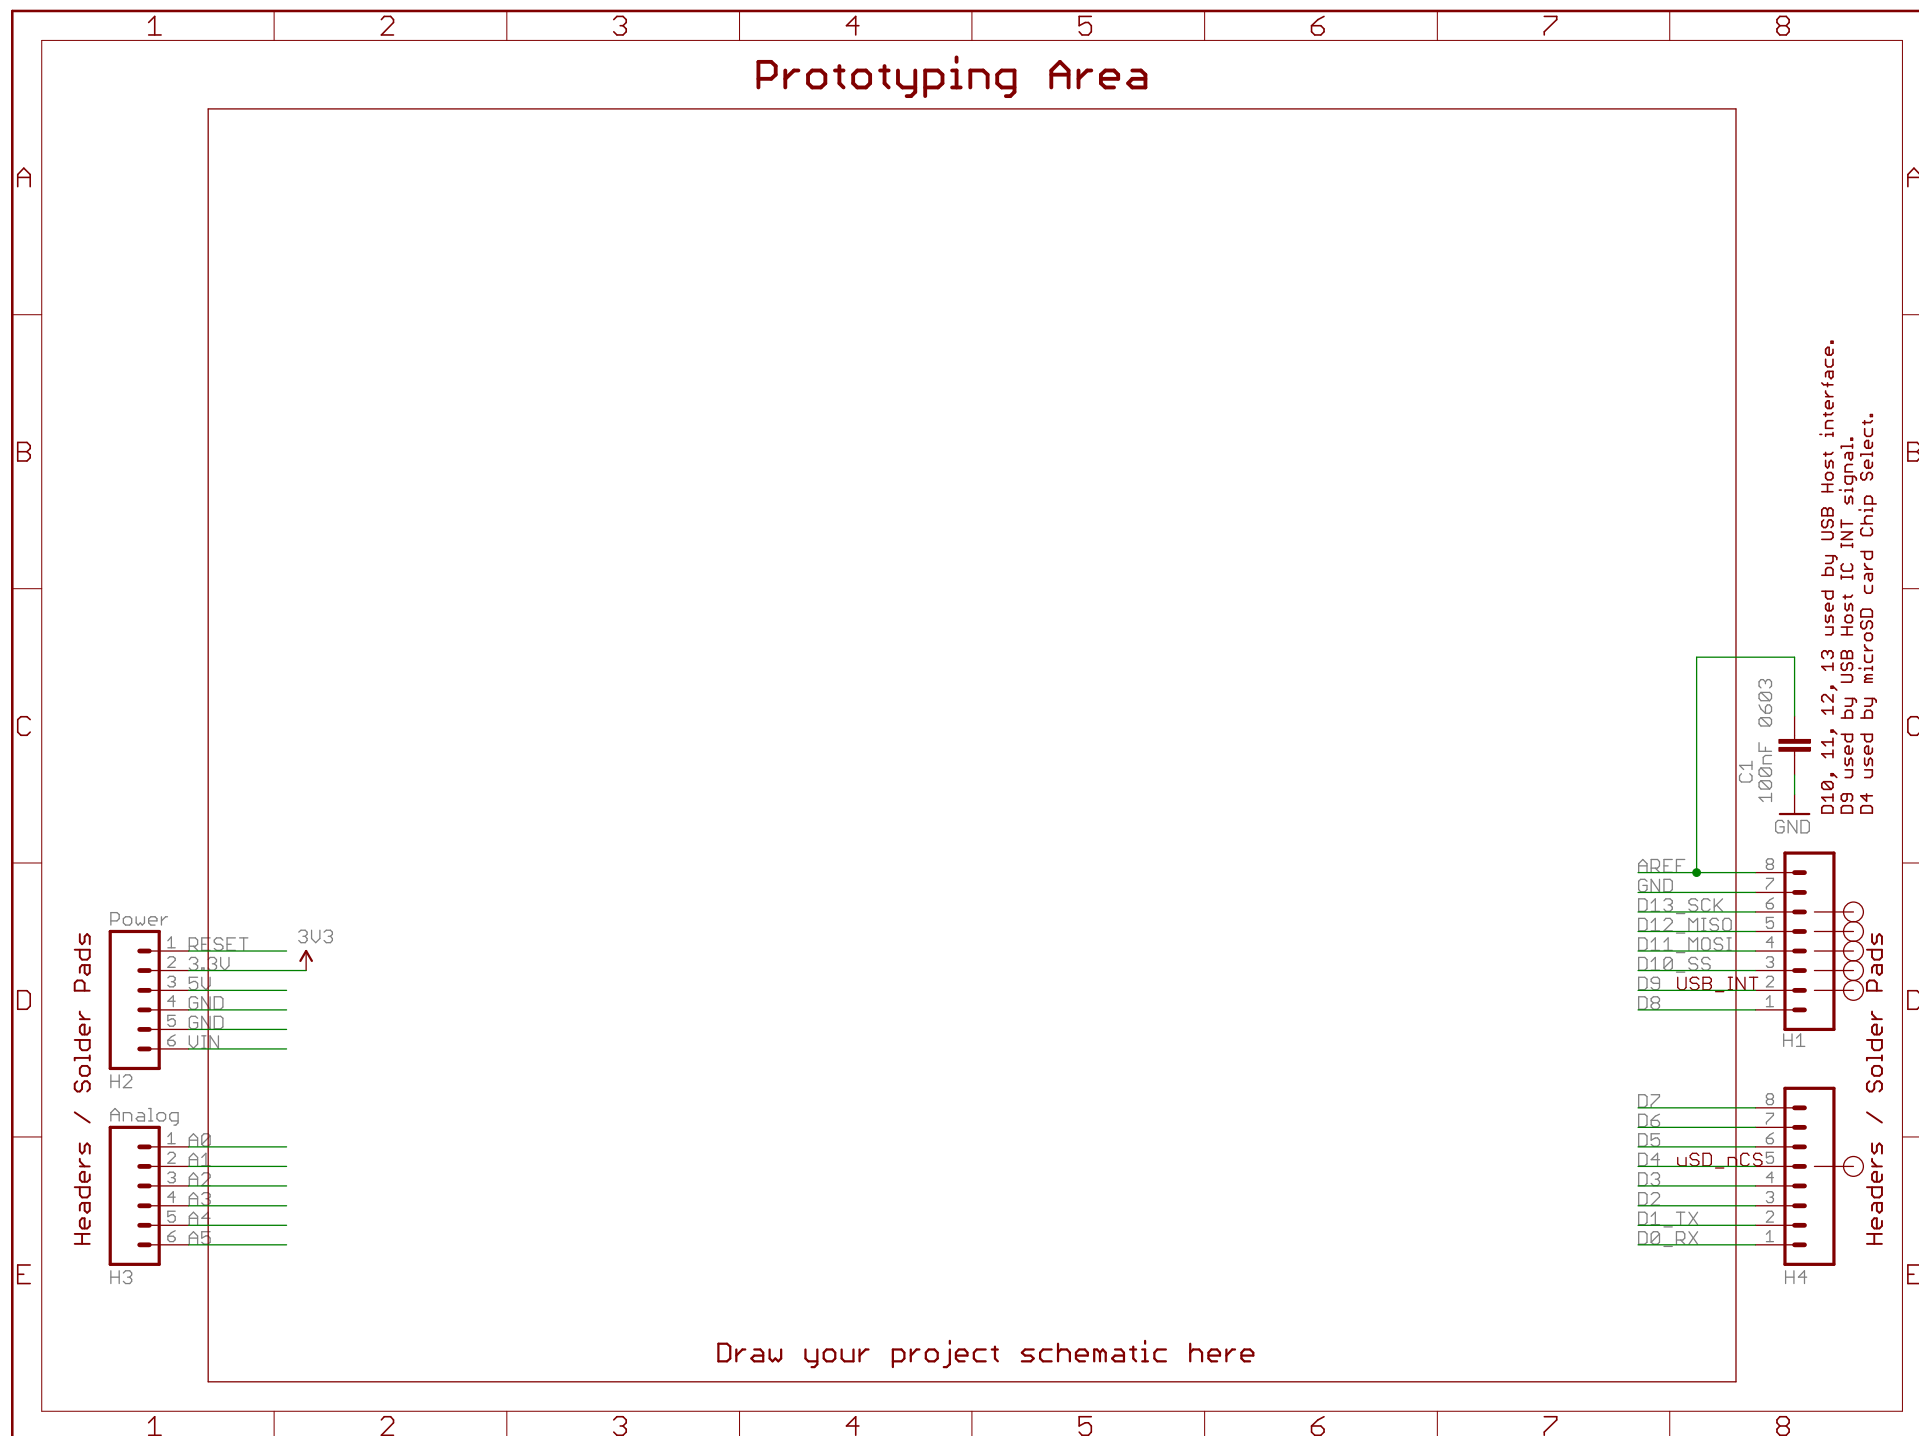 1 2 3 4 5 6 7 8
Prototyping Area
A A
B B
C C
D D
E E
D10, 11, 12, 13 used by USB Host interface.
D9 used by USB Host IC INT signal.
D4 used by microSD card Chip Select.
C1
100nF 0603
GND
Headers / Solder Pads
Power
1 RESET
2 3.3V
3 5V
4 GND
5 GND
6 VIN
3V3
H2
Analog
1 A0
2 A1
3 A2
4 A3
5 A4
6 A5
H3
AREF 8
GND 7
D13_SCK 6
D12_MISO 5
D11_MOSI 4
D10_SS 3
D9 USB_INT 2
D8 1
H1
D7 8
D6 7
D5 6
D4 uSD_nCS 5
D3 4
D2 3
D1_TX 2
D0_RX 1
H4
Headers / Solder Pads
Draw your project schematic here
1 2 3 4 5 6 7 8